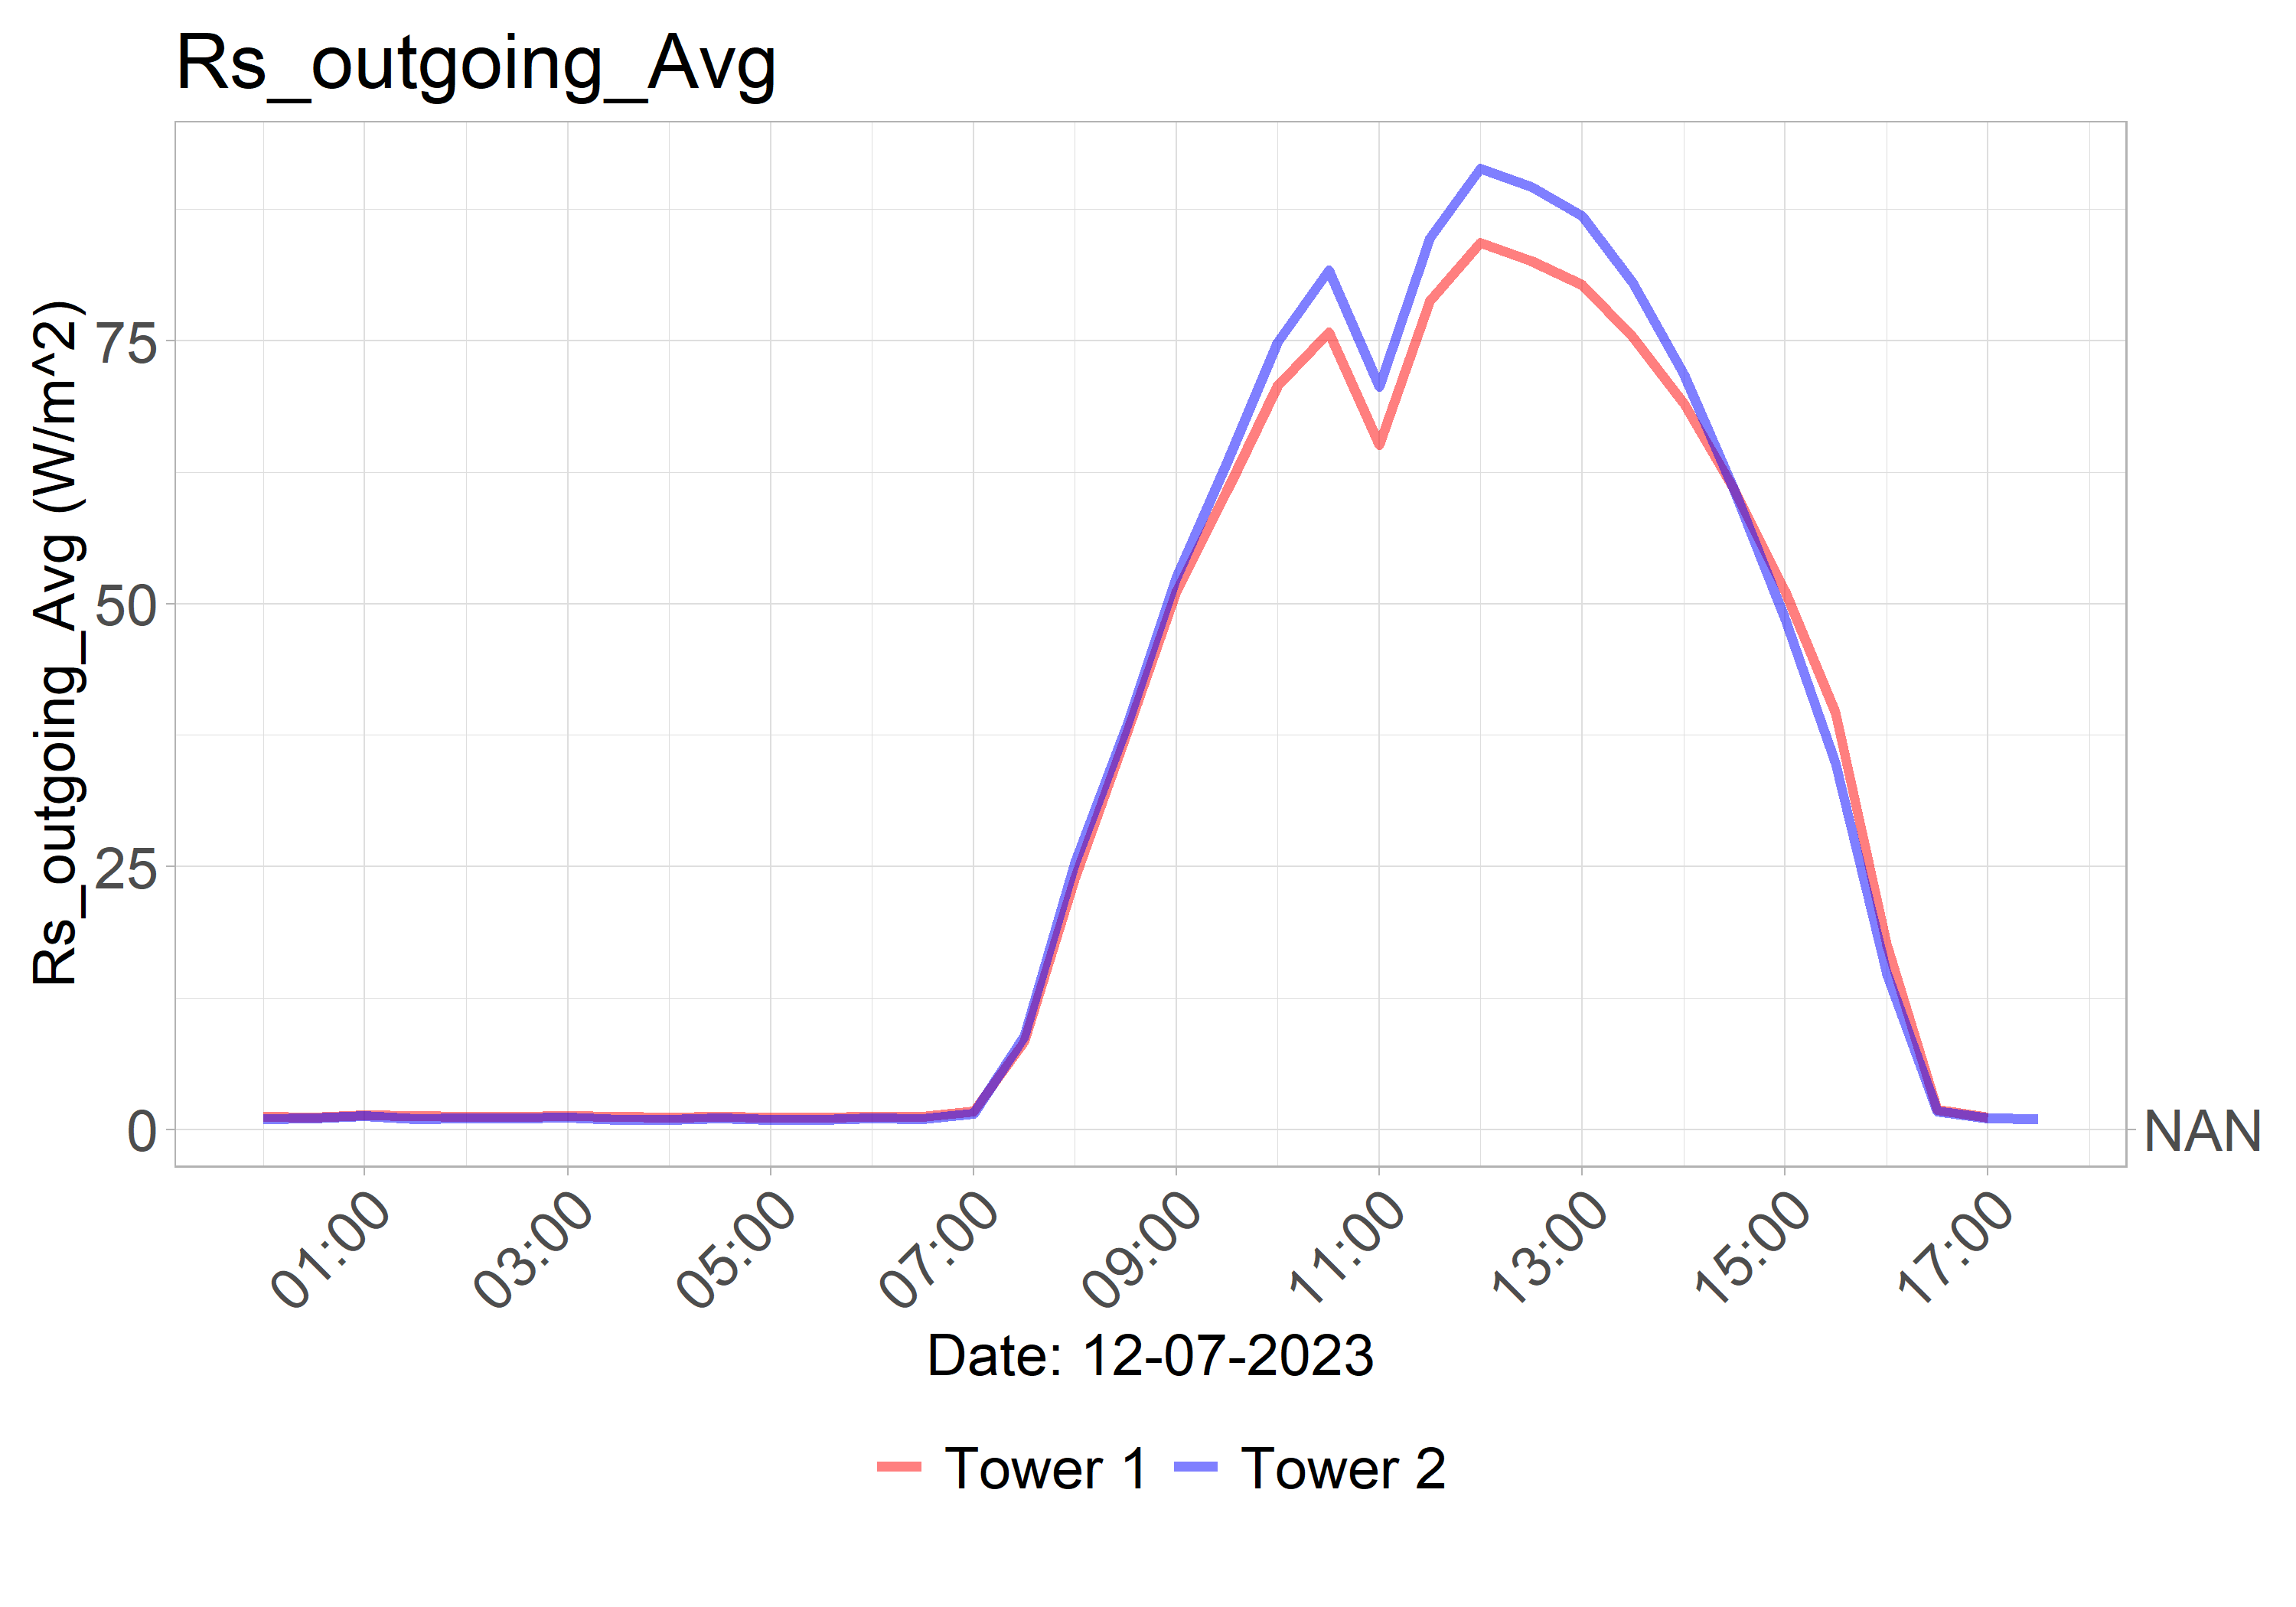 Rs_outgoing_Avg
Rs_outgoing_Avg (W/m^2)
75
50
25
0
NAN
01:00 03:00 05:00 07:00 09:00 11:00 13:00 15:00 17:00
Date: 12-07-2023
Tower 1 Tower 2